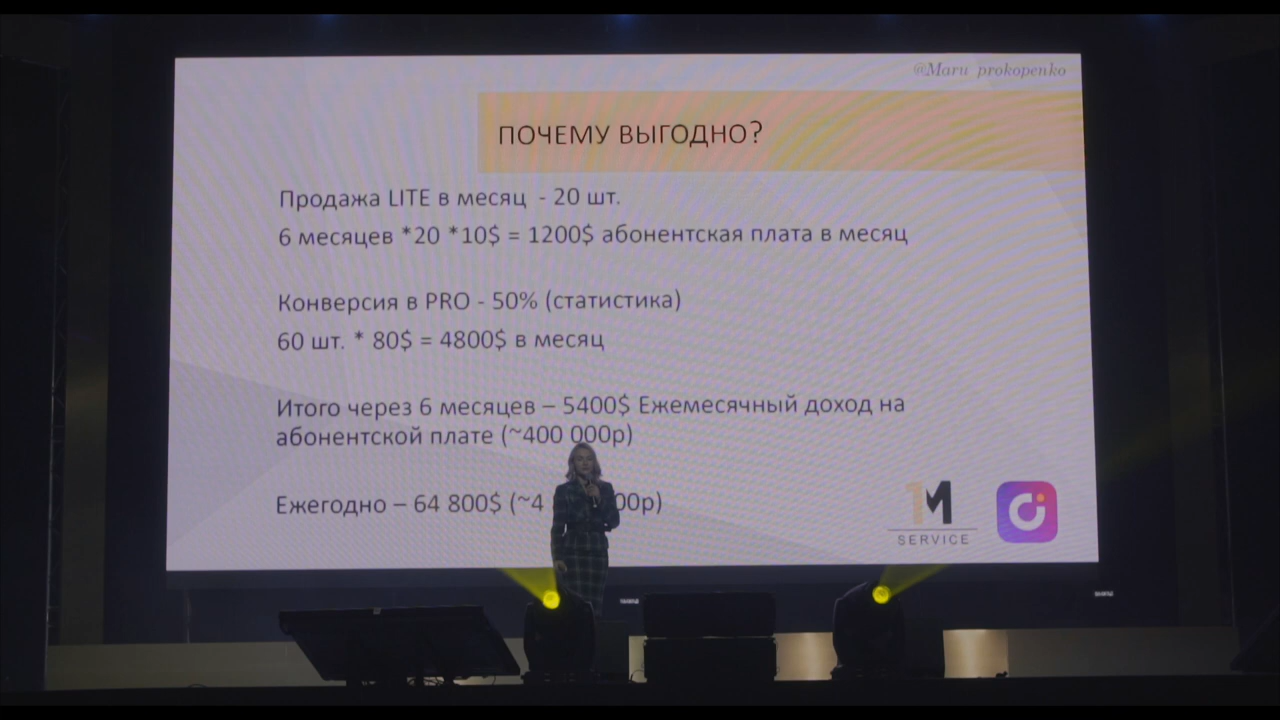 @Maru prokopenko
ПОЧЕМУ ВЫГОДНО?
Продажа LITE в месяц - 20 шт.
6 месяцев *20 *10$ = 1200$ абонентская плата в месяц
Конверсия в PRO - 50% (статистика)
60 шт. * 80$ = 4800$ в месяц
Итого через 6 месяцев – 5400$ Ежемесячный доход на
абонентской плате (~400 000р)
Ежегодно – 64 800$ (~4 00р)
1M
SERVICE